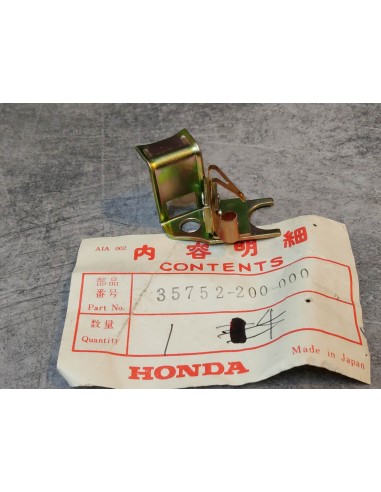 AIA 002
内容明細
CONTENTS
部品
番号
Part No.
35752-200-000
数量
Quantity
1
4
HONDA
Made in Japan